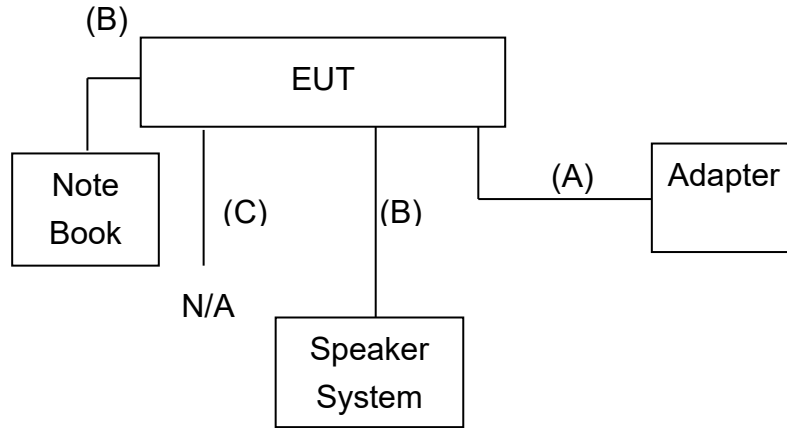 (B)
EUT
Note
Book
(C)
(B)
(A)
Adapter
N/A
Speaker
System